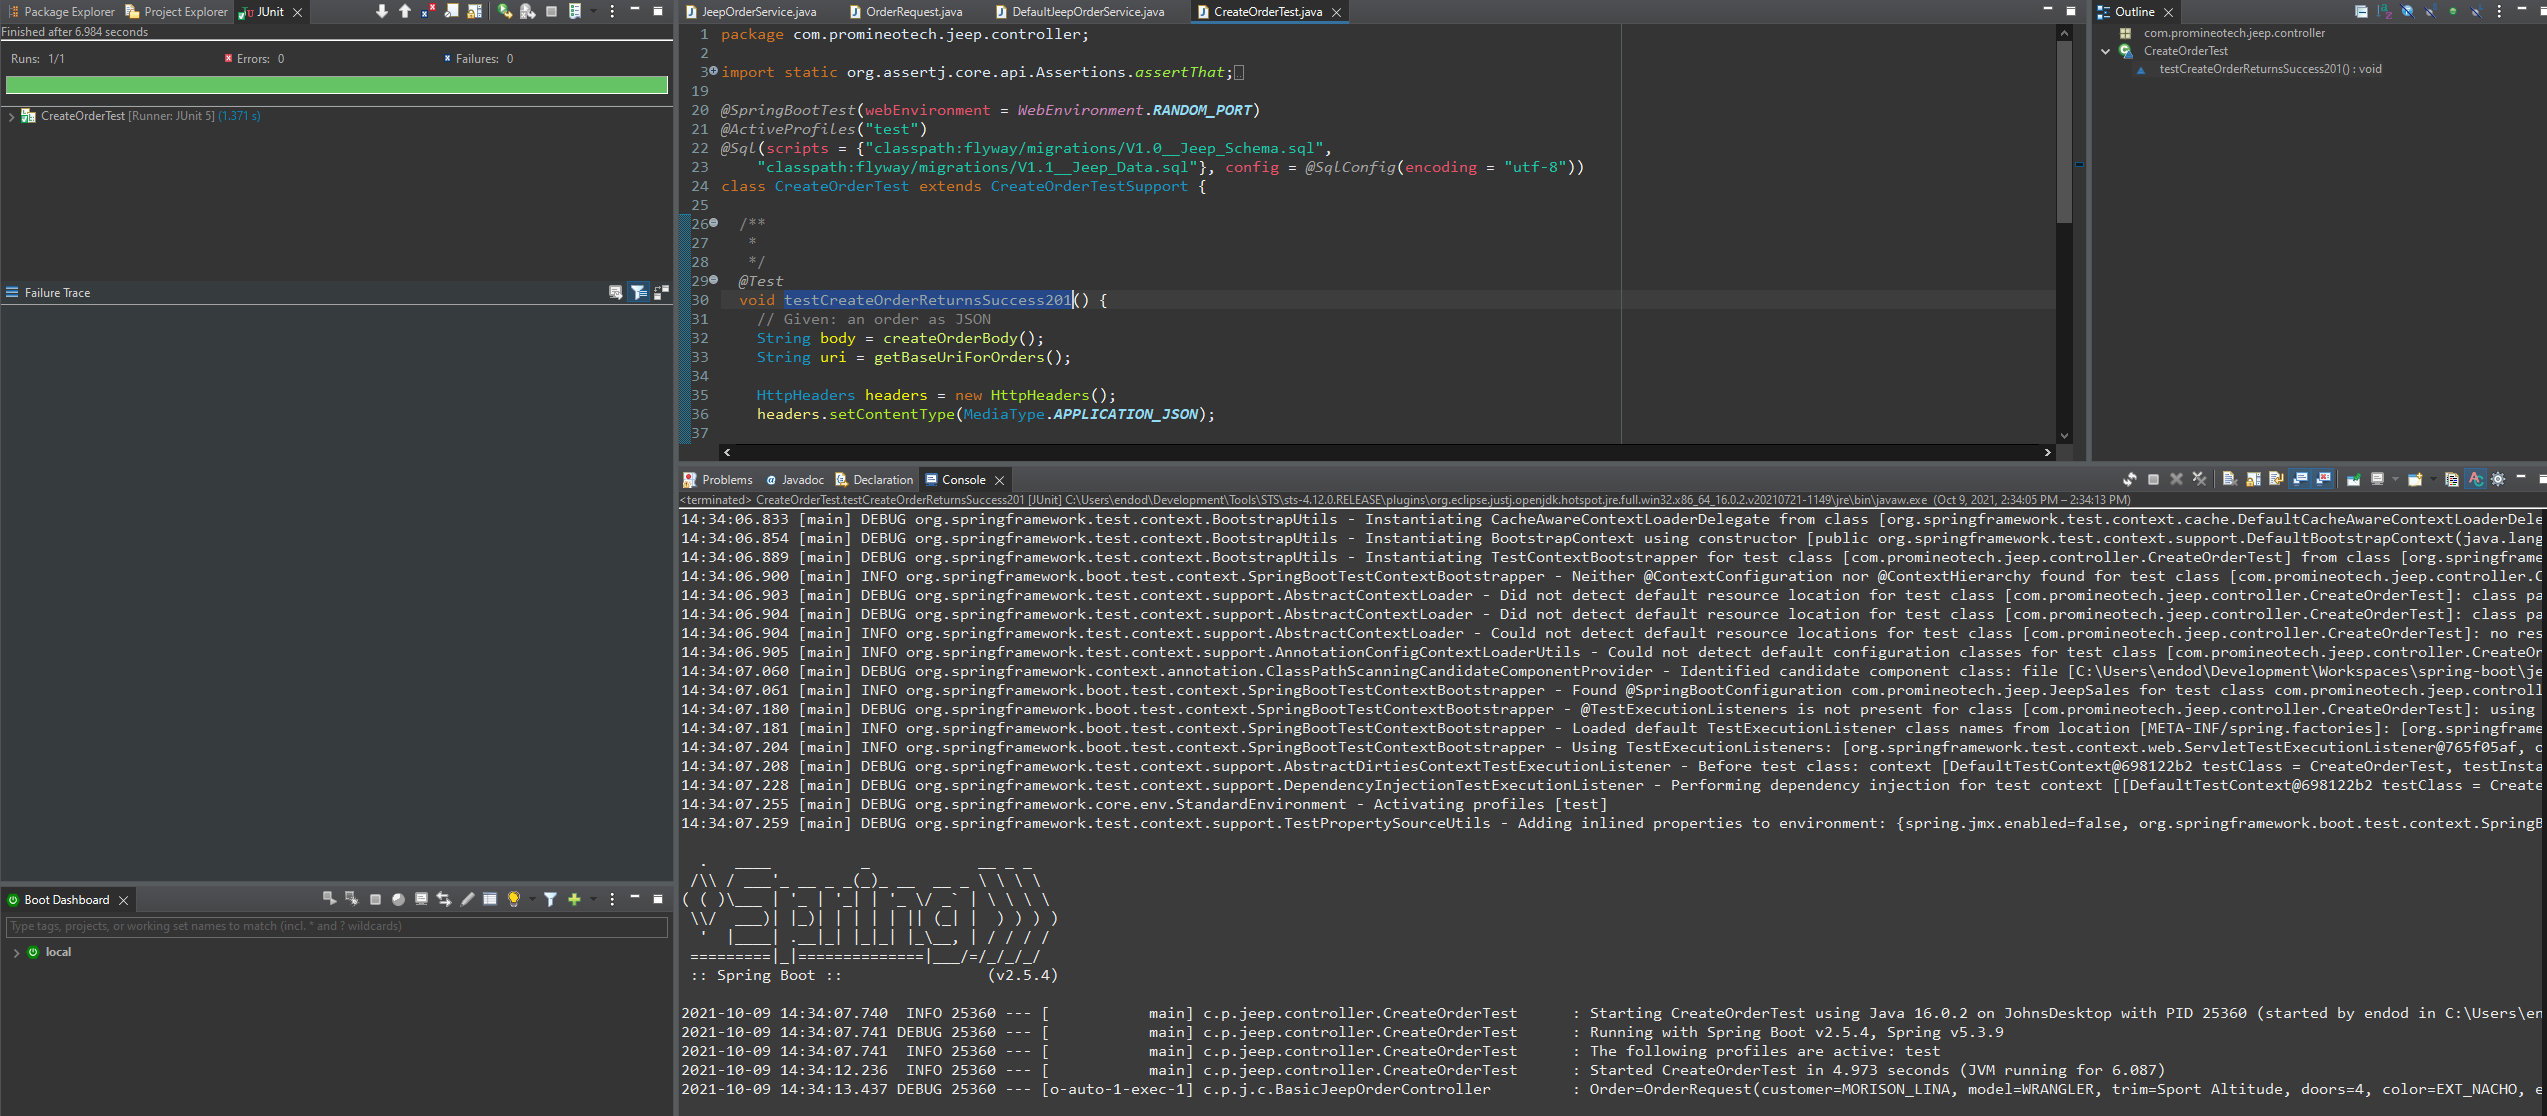 Package Explorer
Project Explorer
JUnit
Finished after 6.984 seconds
Runs: 1/1
Errors: 0
Failures: 0
CreateOrderTest [Runner: JUnit 5] (1.371 s)
Failure Trace
Boot Dashboard
Type tags, projects, or working set names to match (incl. * and ? wildcards)
local
JeepOrderService.java
OrderRequest.java
DefaultJeepOrderService.java
CreateOrderTest.java
1 package com.promineotech.jeep.controller;
2
3 import static org.assertj.core.api.Assertions.assertThat;
19
20 @SpringBootTest(webEnvironment = WebEnvironment.RANDOM_PORT)
21 @ActiveProfiles("test")
22 @Sql(scripts = {"classpath:flyway/migrations/V1.0__Jeep_Schema.sql",
23 "classpath:flyway/migrations/V1.1__Jeep_Data.sql"}, config = @SqlConfig(encoding = "utf-8"))
24 class CreateOrderTest extends CreateOrderTestSupport {
25
26 /**
27 *
28 */
29 @Test
30 void testCreateOrderReturnsSuccess201() {
31 // Given: an order as JSON
32 String body = createOrderBody();
33 String uri = getBaseUriForOrders();
34
35 HttpHeaders headers = new HttpHeaders();
36 headers.setContentType(MediaType.APPLICATION_JSON);
37
Outline
com.promineotech.jeep.controller
CreateOrderTest
testCreateOrderReturnsSuccess201() : void
Problems
Javadoc
Declaration
Console
<terminated> CreateOrderTest.testCreateOrderReturnsSuccess201 [JUnit] C:\Users\endod\Development\Tools\STS\sts-4.12.0.RELEASE\plugins\org.eclipse.justj.openjdk.hotspot.jre.full.win32.x86_64_16.0.2.v20210721-1149\jre\bin\javaw.exe (Oct 9, 2021, 2:34:05 PM – 2:34:13 PM)
14:34:06.833 [main] DEBUG org.springframework.test.context.BootstrapUtils - Instantiating CacheAwareContextLoaderDelegate from class [org.springframework.test.context.cache.DefaultCacheAwareContextLoaderDele
14:34:06.854 [main] DEBUG org.springframework.test.context.BootstrapUtils - Instantiating BootstrapContext using constructor [public org.springframework.test.context.support.DefaultBootstrapContext(java.lang
14:34:06.889 [main] DEBUG org.springframework.test.context.BootstrapUtils - Instantiating TestContextBootstrapper for test class [com.promineotech.jeep.controller.CreateOrderTest] from class [org.springfram
14:34:06.900 [main] INFO org.springframework.boot.test.context.SpringBootTestContextBootstrapper - Neither @ContextConfiguration nor @ContextHierarchy found for test class [com.promineotech.jeep.controller.C
14:34:06.903 [main] DEBUG org.springframework.test.context.support.AbstractContextLoader - Did not detect default resource location for test class [com.promineotech.jeep.controller.CreateOrderTest]: class pa
14:34:06.904 [main] DEBUG org.springframework.test.context.support.AbstractContextLoader - Did not detect default resource location for test class [com.promineotech.jeep.controller.CreateOrderTest]: class pa
14:34:06.904 [main] INFO org.springframework.test.context.support.AbstractContextLoader - Could not detect default resource locations for test class [com.promineotech.jeep.controller.CreateOrderTest]: no res
14:34:06.905 [main] INFO org.springframework.test.context.support.AnnotationConfigContextLoaderUtils - Could not detect default configuration classes for test class [com.promineotech.jeep.controller.CreateOr
14:34:07.060 [main] DEBUG org.springframework.context.annotation.ClassPathScanningCandidateComponentProvider - Identified candidate component class: file [C:\Users\endod\Development\Workspaces\spring-boot\je
14:34:07.061 [main] INFO org.springframework.boot.test.context.SpringBootTestContextBootstrapper - Found @SpringBootConfiguration com.promineotech.jeep.JeepSales for test class com.promineotech.jeep.controll
14:34:07.180 [main] DEBUG org.springframework.boot.test.context.SpringBootTestContextBootstrapper - @TestExecutionListeners is not present for class [com.promineotech.jeep.controller.CreateOrderTest]: using
14:34:07.181 [main] INFO org.springframework.boot.test.context.SpringBootTestContextBootstrapper - Loaded default TestExecutionListener class names from location [META-INF/spring.factories]: [org.springframe
14:34:07.204 [main] INFO org.springframework.boot.test.context.SpringBootTestContextBootstrapper - Using TestExecutionListeners: [org.springframework.test.context.web.ServletTestExecutionListener@765f05af, o
14:34:07.208 [main] DEBUG org.springframework.test.context.support.AbstractDirtiesContextTestExecutionListener - Before test class: context [DefaultTestContext@698122b2 testClass = CreateOrderTest, testInsta
14:34:07.228 [main] DEBUG org.springframework.test.context.support.DependencyInjectionTestExecutionListener - Performing dependency injection for test context [[DefaultTestContext@698122b2 testClass = Create
14:34:07.255 [main] DEBUG org.springframework.core.env.StandardEnvironment - Activating profiles [test]
14:34:07.259 [main] DEBUG org.springframework.test.context.support.TestPropertySourceUtils - Adding inlined properties to environment: {spring.jmx.enabled=false, org.springframework.boot.test.context.SpringB
:: Spring Boot :: (v2.5.4)
2021-10-09 14:34:07.740 INFO 25360 --- [ main] c.p.jeep.controller.CreateOrderTest : Starting CreateOrderTest using Java 16.0.2 on JohnsDesktop with PID 25360 (started by endod in C:\Users\en
2021-10-09 14:34:07.741 DEBUG 25360 --- [ main] c.p.jeep.controller.CreateOrderTest : Running with Spring Boot v2.5.4, Spring v5.3.9
2021-10-09 14:34:07.741 INFO 25360 --- [ main] c.p.jeep.controller.CreateOrderTest : The following profiles are active: test
2021-10-09 14:34:12.236 INFO 25360 --- [ main] c.p.jeep.controller.CreateOrderTest : Started CreateOrderTest in 4.973 seconds (JVM running for 6.087)
2021-10-09 14:34:13.437 DEBUG 25360 --- [o-auto-1-exec-1] c.p.j.c.BasicJeepOrderController : Order=OrderRequest(customer=MORISON_LINA, model=WRANGLER, trim=Sport Altitude, doors=4, color=EXT_NACHO, e